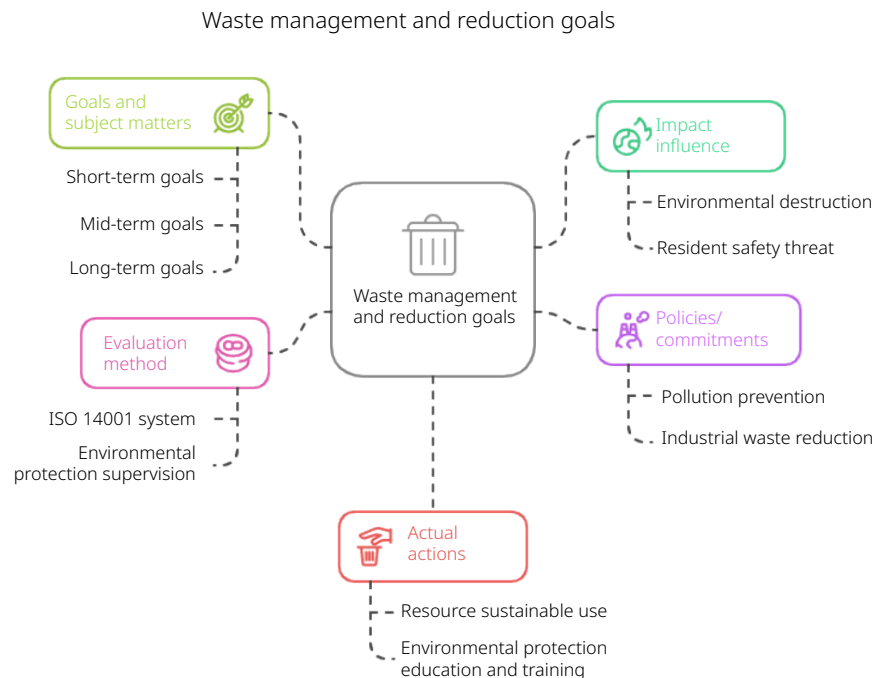 Waste management and reduction goals
Goals and
subject matters
Short-term goals
Mid-term goals
Long-term goals
Evaluation
method
ISO 14001 system
Environmental
protection supervision
Waste management
and reduction goals
Impact
influence
Environmental destruction
Resident safety threat
Policies/
commitments
Pollution prevention
Industrial waste reduction
Actual
actions
Resource sustainable use
Environmental protection
education and training